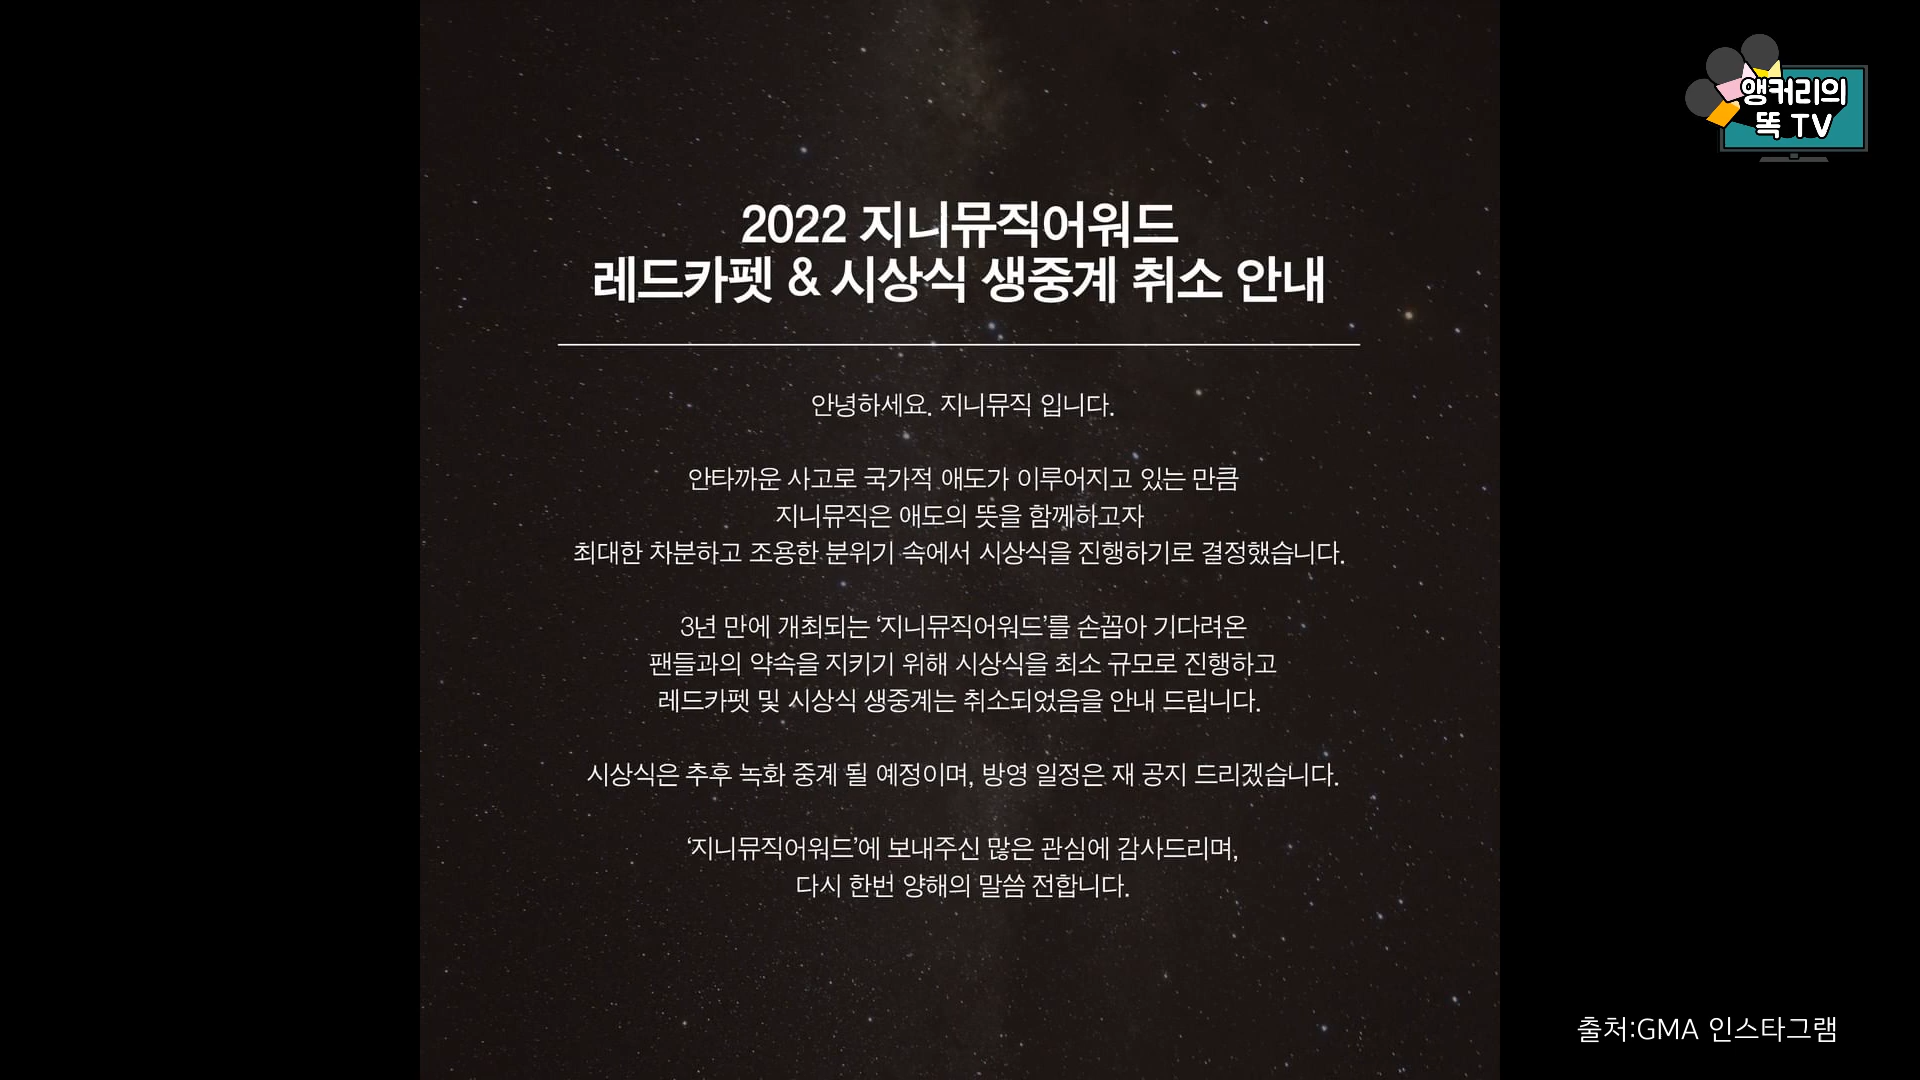 앵커리의
똑 TV
2022 지니뮤직어워드
레드카펫 & 시상식 생중계 취소 안내
안녕하세요. 지니뮤직 입니다.
안타까운 사고로 국가적 애도가 이루어지고 있는 만큼
지니뮤직은 애도의 뜻을 함께하고자
최대한 차분하고 조용한 분위기 속에서 시상식을 진행하기로 결정했습니다.
3년 만에 개최되는 ‘지니뮤직어워드’를 손꼽아 기다려온
팬들과의 약속을 지키기 위해 시상식을 최소 규모로 진행하고
레드카펫 및 시상식 생중계는 취소되었음을 안내 드립니다.
시상식은 추후 녹화 중계 될 예정이며, 방영 일정은 재 공지 드리겠습니다.
‘지니뮤직어워드’에 보내주신 많은 관심에 감사드리며,
다시 한번 양해의 말씀 전합니다.
출처:GMA 인스타그램